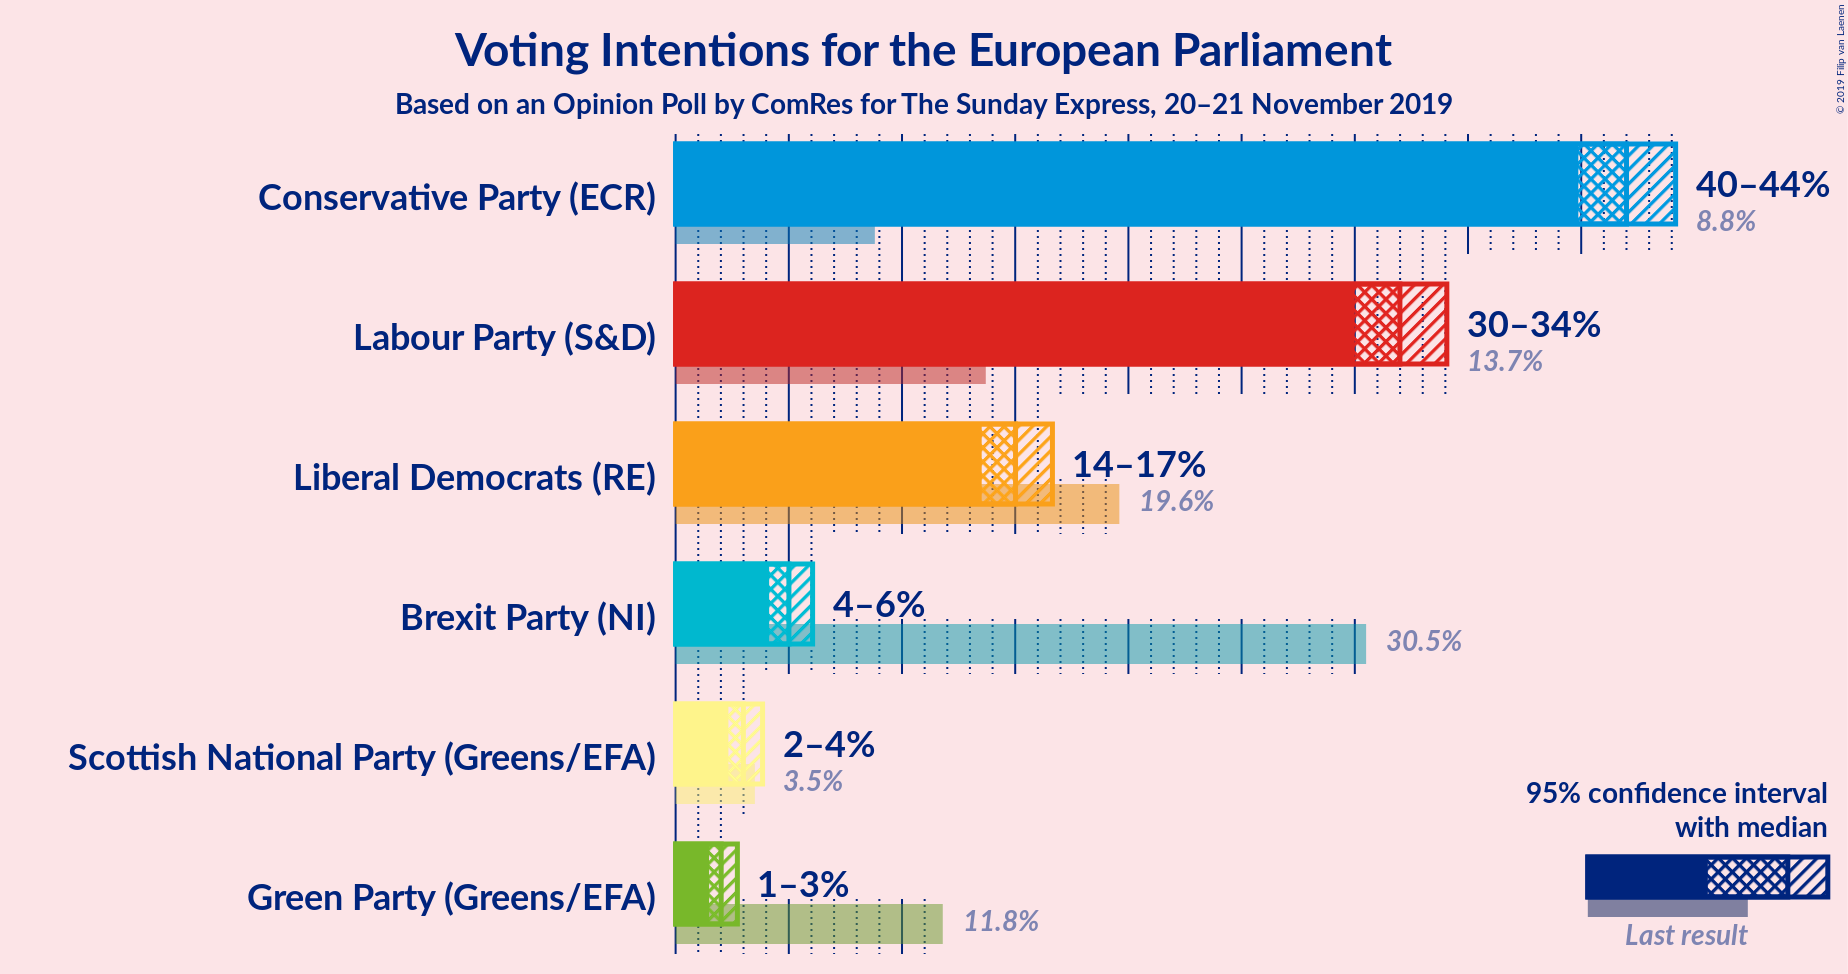 Voting Intentions for the European Parliament
Based on an Opinion Poll by ComRes for The Sunday Express, 20–21 November 2019
© 2019 Filip van Laenen
Conservative Party (ECR)
40–44%
8.8%
Labour Party (S&D)
30–34%
13.7%
Liberal Democrats (RE)
14–17%
19.6%
Brexit Party (NI)
4–6%
30.5%
Scottish National Party (Greens/EFA)
2–4%
3.5%
Green Party (Greens/EFA)
1–3%
11.8%
95% confidence interval
with median
Last result